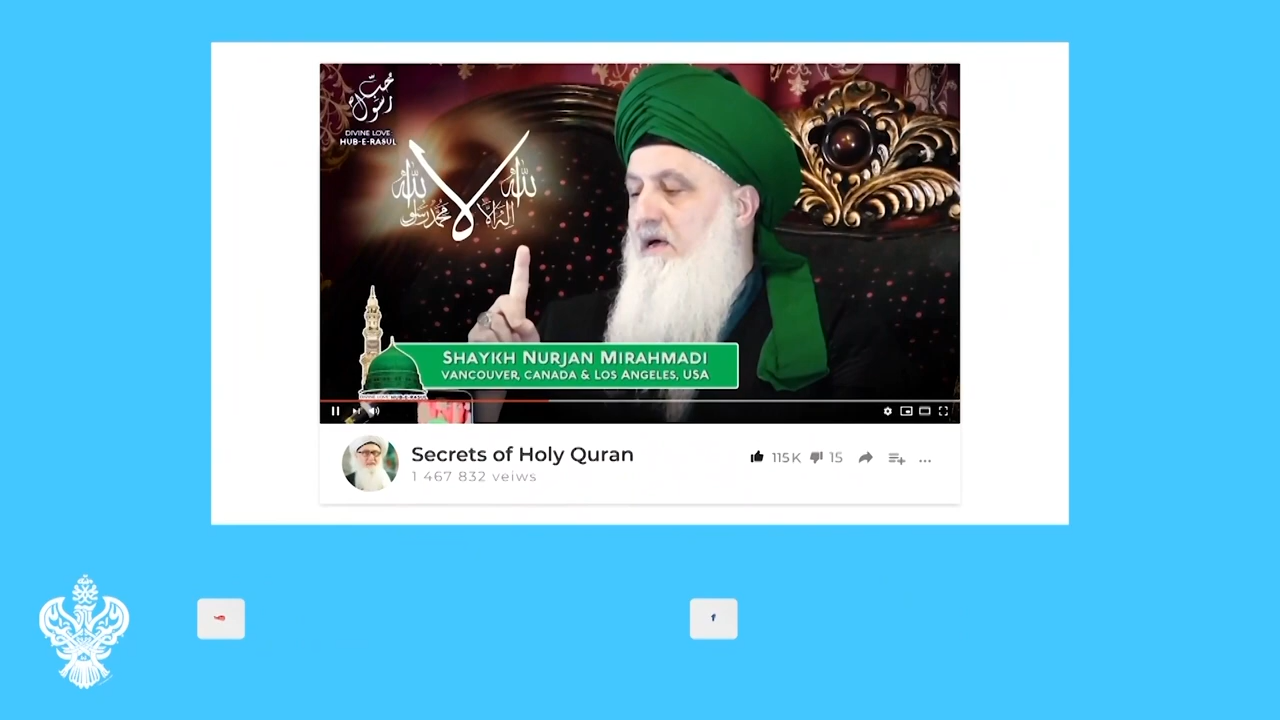 محب
رسول
DIVINE LOVE
HUB-E-RASUL
لا
الله
الله
اله الا
محمد رسول
SHAYKH NURJAN MIRAHMADI
VANCOUVER, CANADA & LOS ANGELES, USA
Secrets of Holy Quran
115K
15
1 467 832 veiws
f